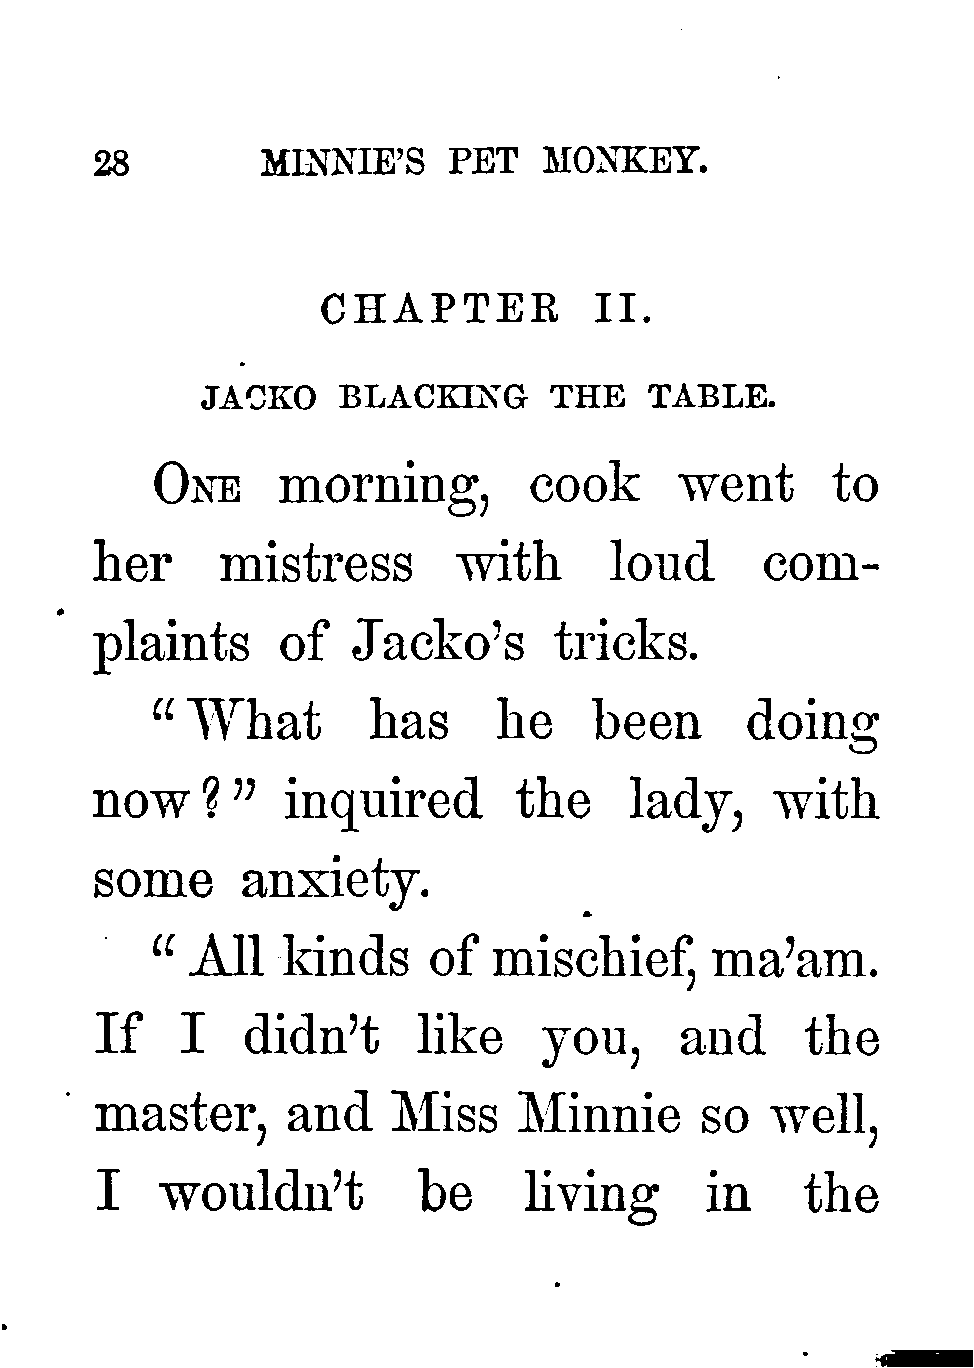 28 MINNIE'S PET MONKEY.
CHAPTER II.
JACKO BLACKING THE TABLE.
ONE morning, cook went to
her mistress with loud com-
plaints of Jacko's tricks.
"What has he been doing
now?" inquired the lady, with
some anxiety.
"All kinds of mischief, ma'am.
If I didn't like you, and the
master, and Miss Minnie so well,
I wouldn't be living in the